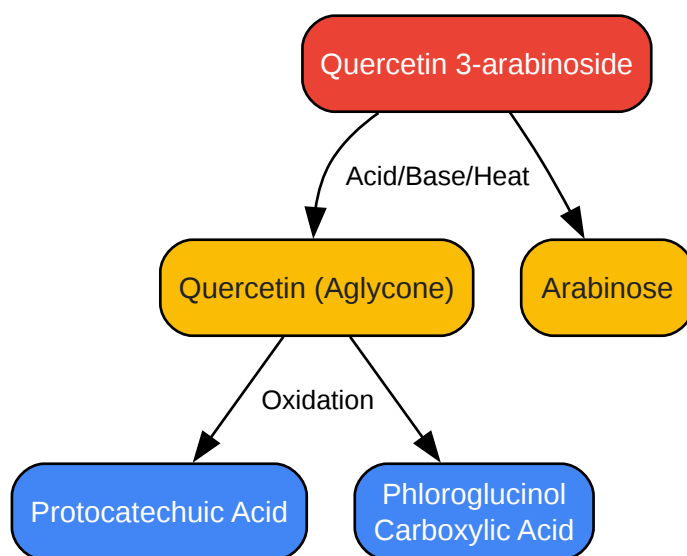 Quercetin 3-arabinoside
Acid/Base/Heat
Quercetin (Aglycone)
Arabinose
Oxidation
Protocatechuic Acid
Phloroglucinol
Carboxylic Acid